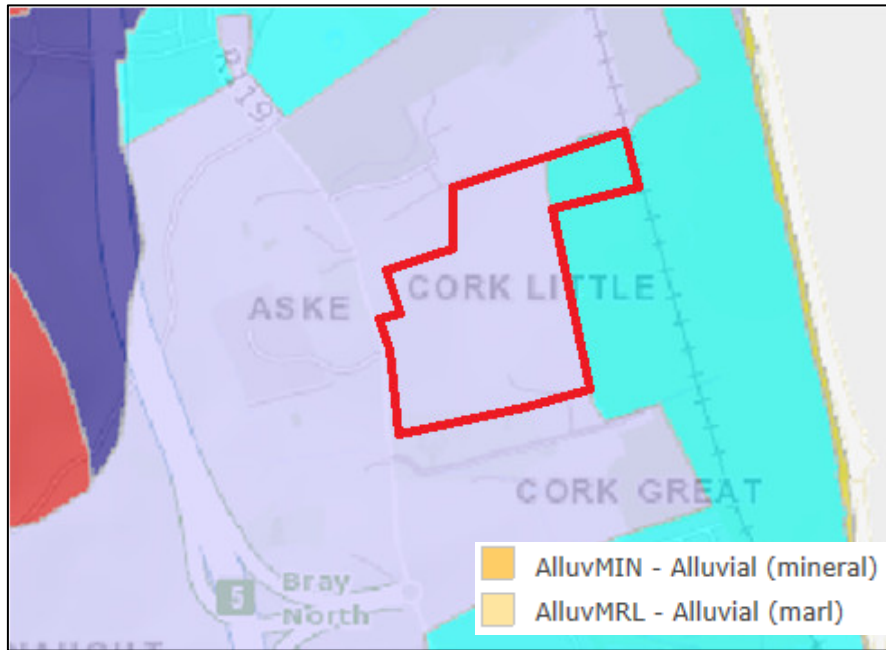 R119
ASKE
CORK LITTLE
CORK GREAT
5
Bray
North
AlluvMIN - Alluvial (mineral)
AlluvMRL - Alluvial (marl)